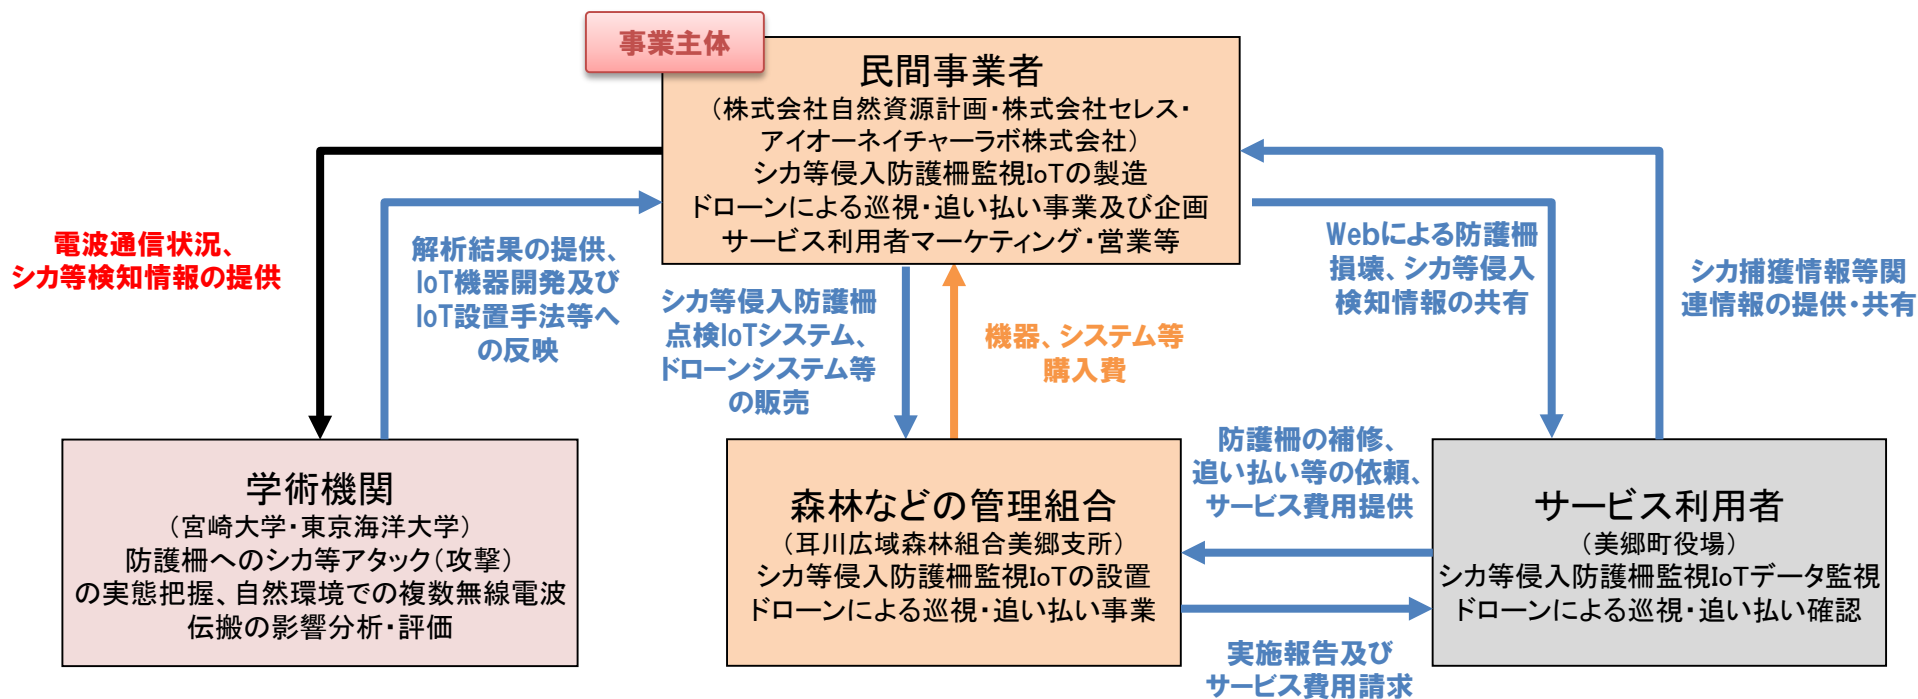 事業主体
民間事業者
（株式会社自然資源計画・株式会社セレス・
アイオーネイチャーラボ株式会社）
シカ等侵入防護柵監視IoTの製造
ドローンによる巡視・追い払い事業及び企画
サービス利用者マーケティング・営業等
電波通信状況、
シカ等検知情報の提供
解析結果の提供、
IoT機器開発及び
IoT設置手法等へ
の反映
シカ等侵入防護柵
点検IoTシステム、
ドローンシステム等
の販売
機器、システム等
購入費
Webによる防護柵
損壊、シカ等侵入
検知情報の共有
シカ捕獲情報等関
連情報の提供・共有
学術機関
（宮崎大学・東京海洋大学）
防護柵へのシカ等アタック（攻撃）
の実態把握、自然環境での複数無線電波
伝搬の影響分析・評価
森林などの管理組合
（耳川広域森林組合美郷支所）
シカ等侵入防護柵監視IoTの設置
ドローンによる巡視・追い払い事業
防護柵の補修、
追い払い等の依頼、
サービス費用提供
実施報告及び
サービス費用請求
サービス利用者
（美郷町役場）
シカ等侵入防護柵監視IoTデータ監視
ドローンによる巡視・追い払い確認